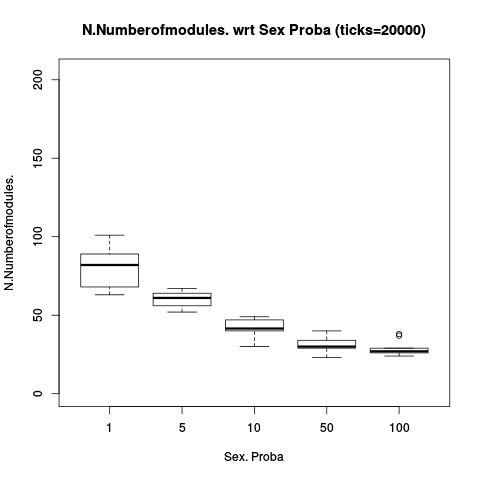 N.Numberofmodules. wrt Sex Proba (ticks=20000)
N.Numberofmodules.
200
150
100
50
0
1 5 10 50 100
Sex. Proba